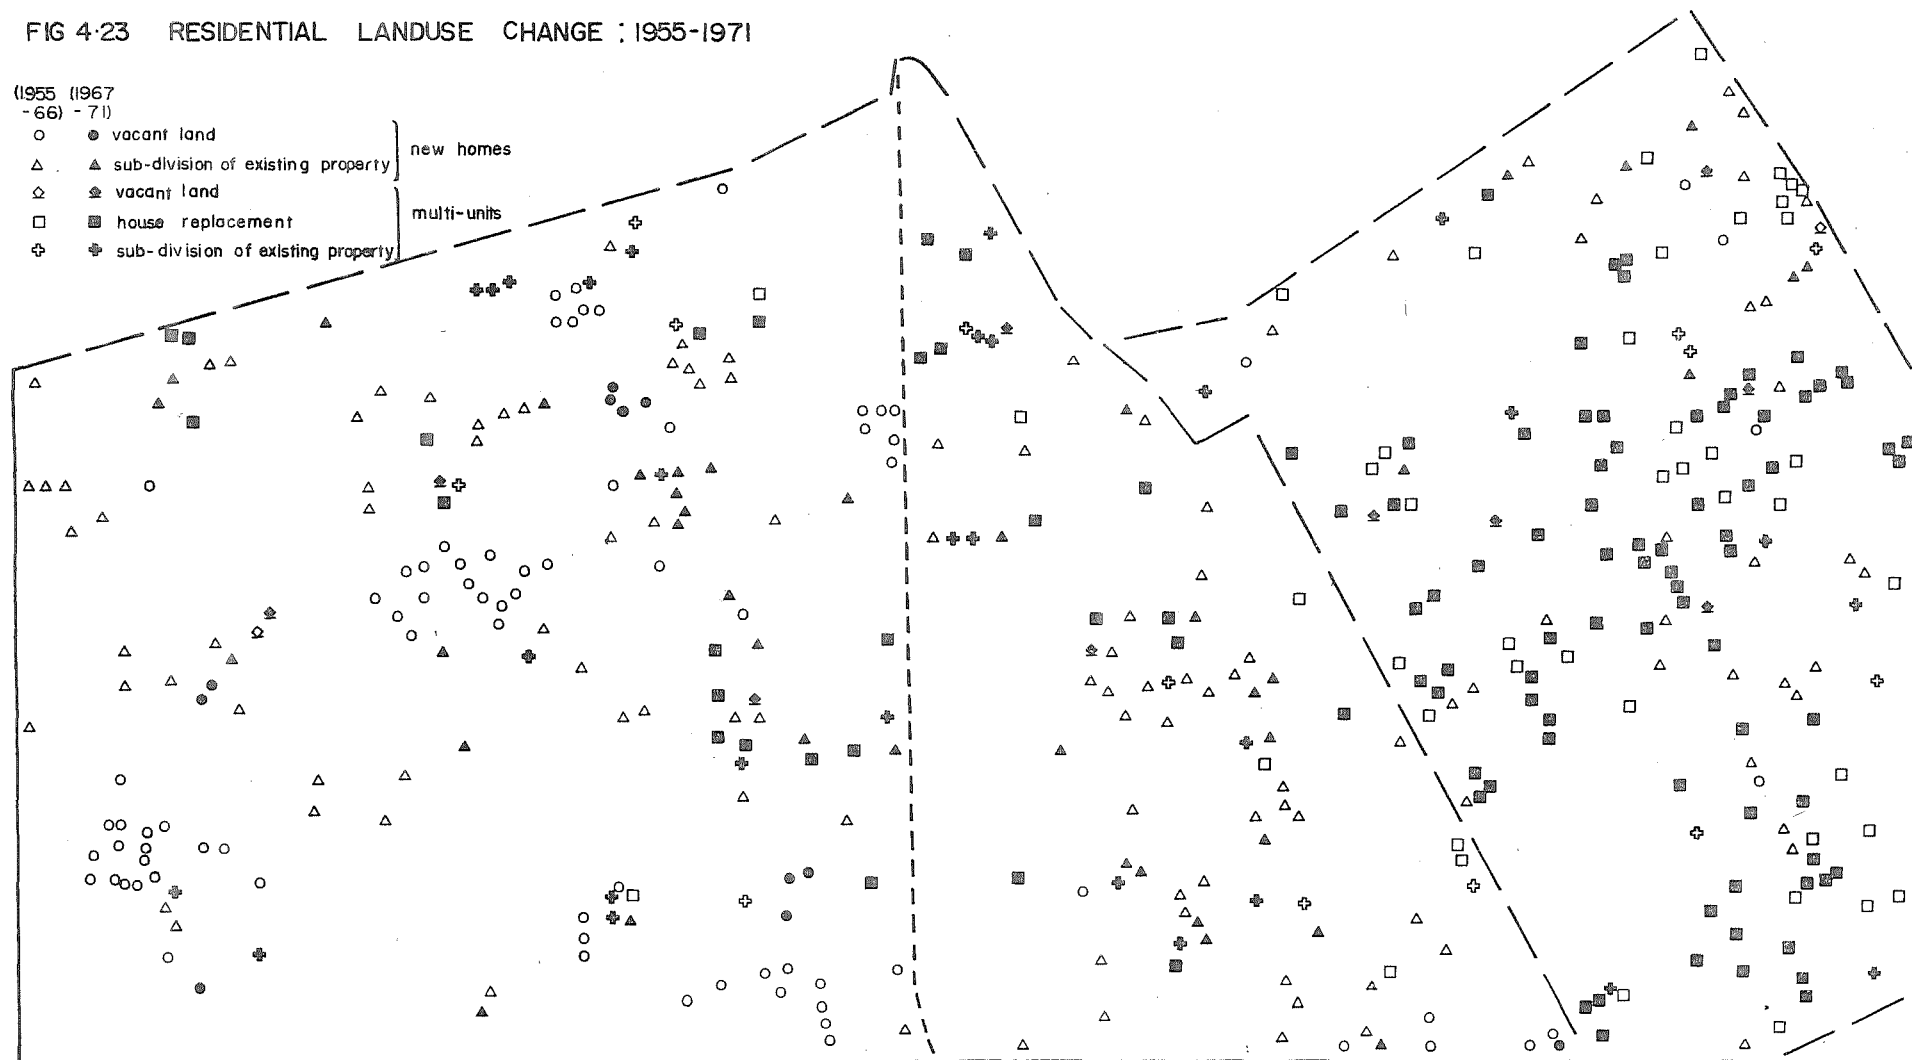 FIG 4·23 RESIDENTIAL LANDUSE CHANGE : 1955-1971
(1955 (1967
-66) -71)
vacant land
sub-division of existing property
new homes
vacant land
house replacement
multi-units
sub-division of existing property